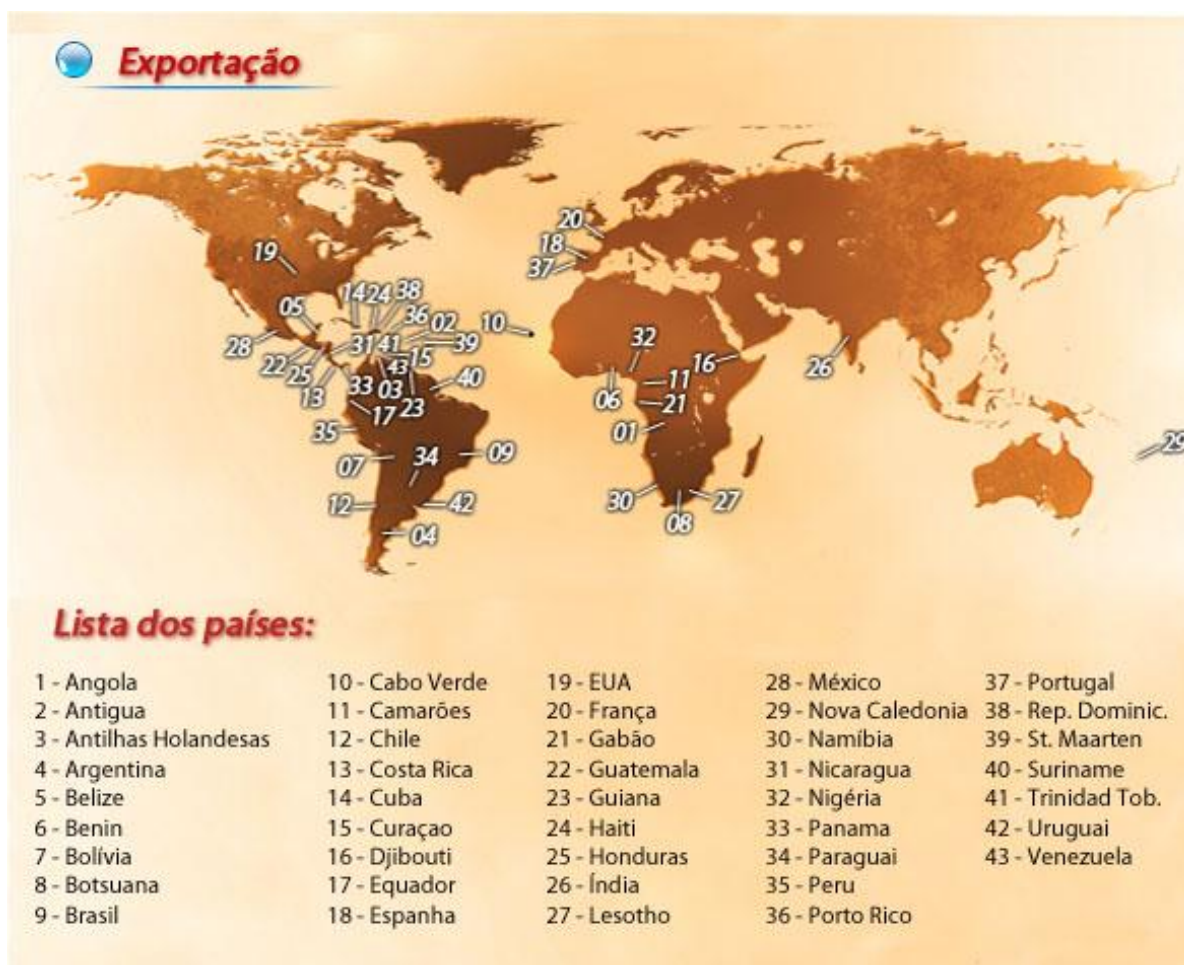 Exportação
20
18
19
37
14
24
38
05
36
02
10
28
31
41
39
32
22
15
16
26
25
43
40
13
33
03
11
06
17
23
21
35
01
29
34
09
07
30
27
12
42
08
04
Lista dos países:
1 - Angola
2 - Antigua
3 - Antilhas Holandesas
4 - Argentina
5 - Belize
6 - Benin
7 - Bolívia
8 - Botsuana
9 - Brasil
10 - Cabo Verde
11 - Camarões
12 - Chile
13 - Costa Rica
14 - Cuba
15 - Curaçao
16 - Djibouti
17 - Equador
18 - Espanha
19 - EUA
20 - França
21 - Gabão
22 - Guatemala
23 - Guiana
24 - Haiti
25 - Honduras
26 - Índia
27 - Lesotho
28 - México
29 - Nova Caledonia
30 - Namíbia
31 - Nicaragua
32 - Nigéria
33 - Panama
34 - Paraguai
35 - Peru
36 - Porto Rico
37 - Portugal
38 - Rep. Dominic.
39 - St. Maarten
40 - Suriname
41 - Trinidad Tob.
42 - Uruguai
43 - Venezuela